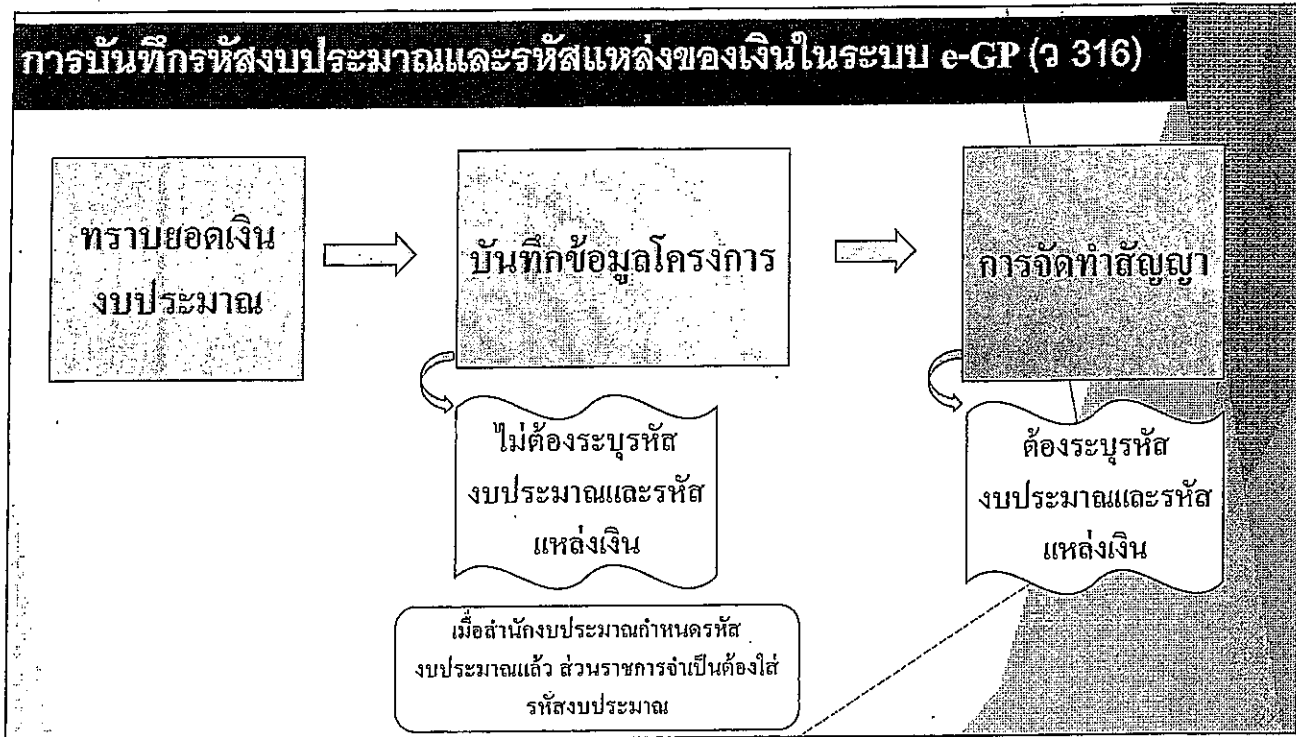 การบันทึกรหัสงบประมาณและรหัสแหล่งของเงินในระบบ e-GP (ว 316)
ทราบยอดเงิน
งบประมาณ
บันทึกข้อมูลโครงการ
การจัดทำสัญญา
ไม่ต้องระบุรหัส
งบประมาณและรหัส
แหล่งเงิน
ต้องระบุรหัส
งบประมาณและรหัส
แหล่งเงิน
เมื่อสำนักงบประมาณกำหนดรหัส
งบประมาณแล้ว ส่วนราชการจำเป็นต้องใส่
รหัสงบประมาณ